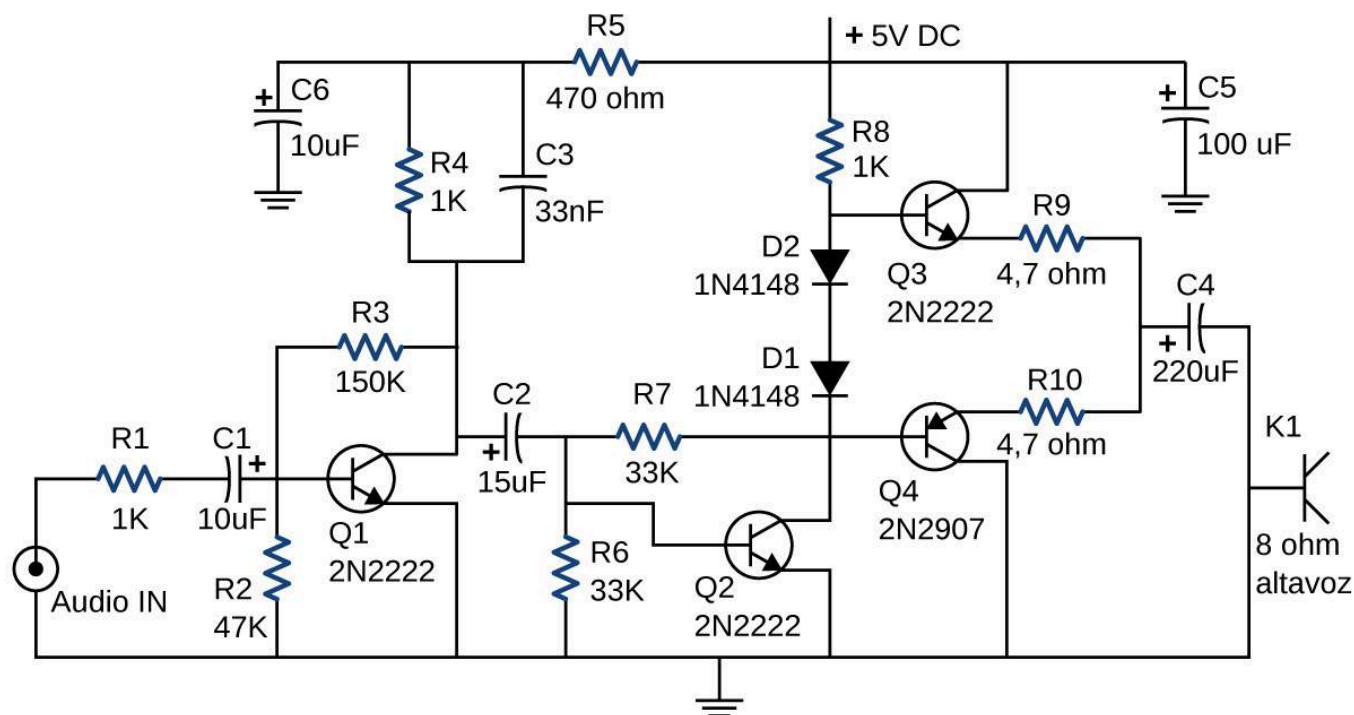 R5
470 ohm
+ 5V DC
+
C6
10uF
R4
1K
C3
33nF
R8
1K
+
C5
100 uF
D2
1N4148
Q3
2N2222
R9
4,7 ohm
C4
+
220uF
R3
150K
D1
1N4148
R10
4,7 ohm
R1
1K
C1
+
10uF
C2
+
15uF
R7
33K
Q4
2N2907
K1
8 ohm
altavoz
Q1
2N2222
Audio IN
R2
47K
R6
33K
Q2
2N2222